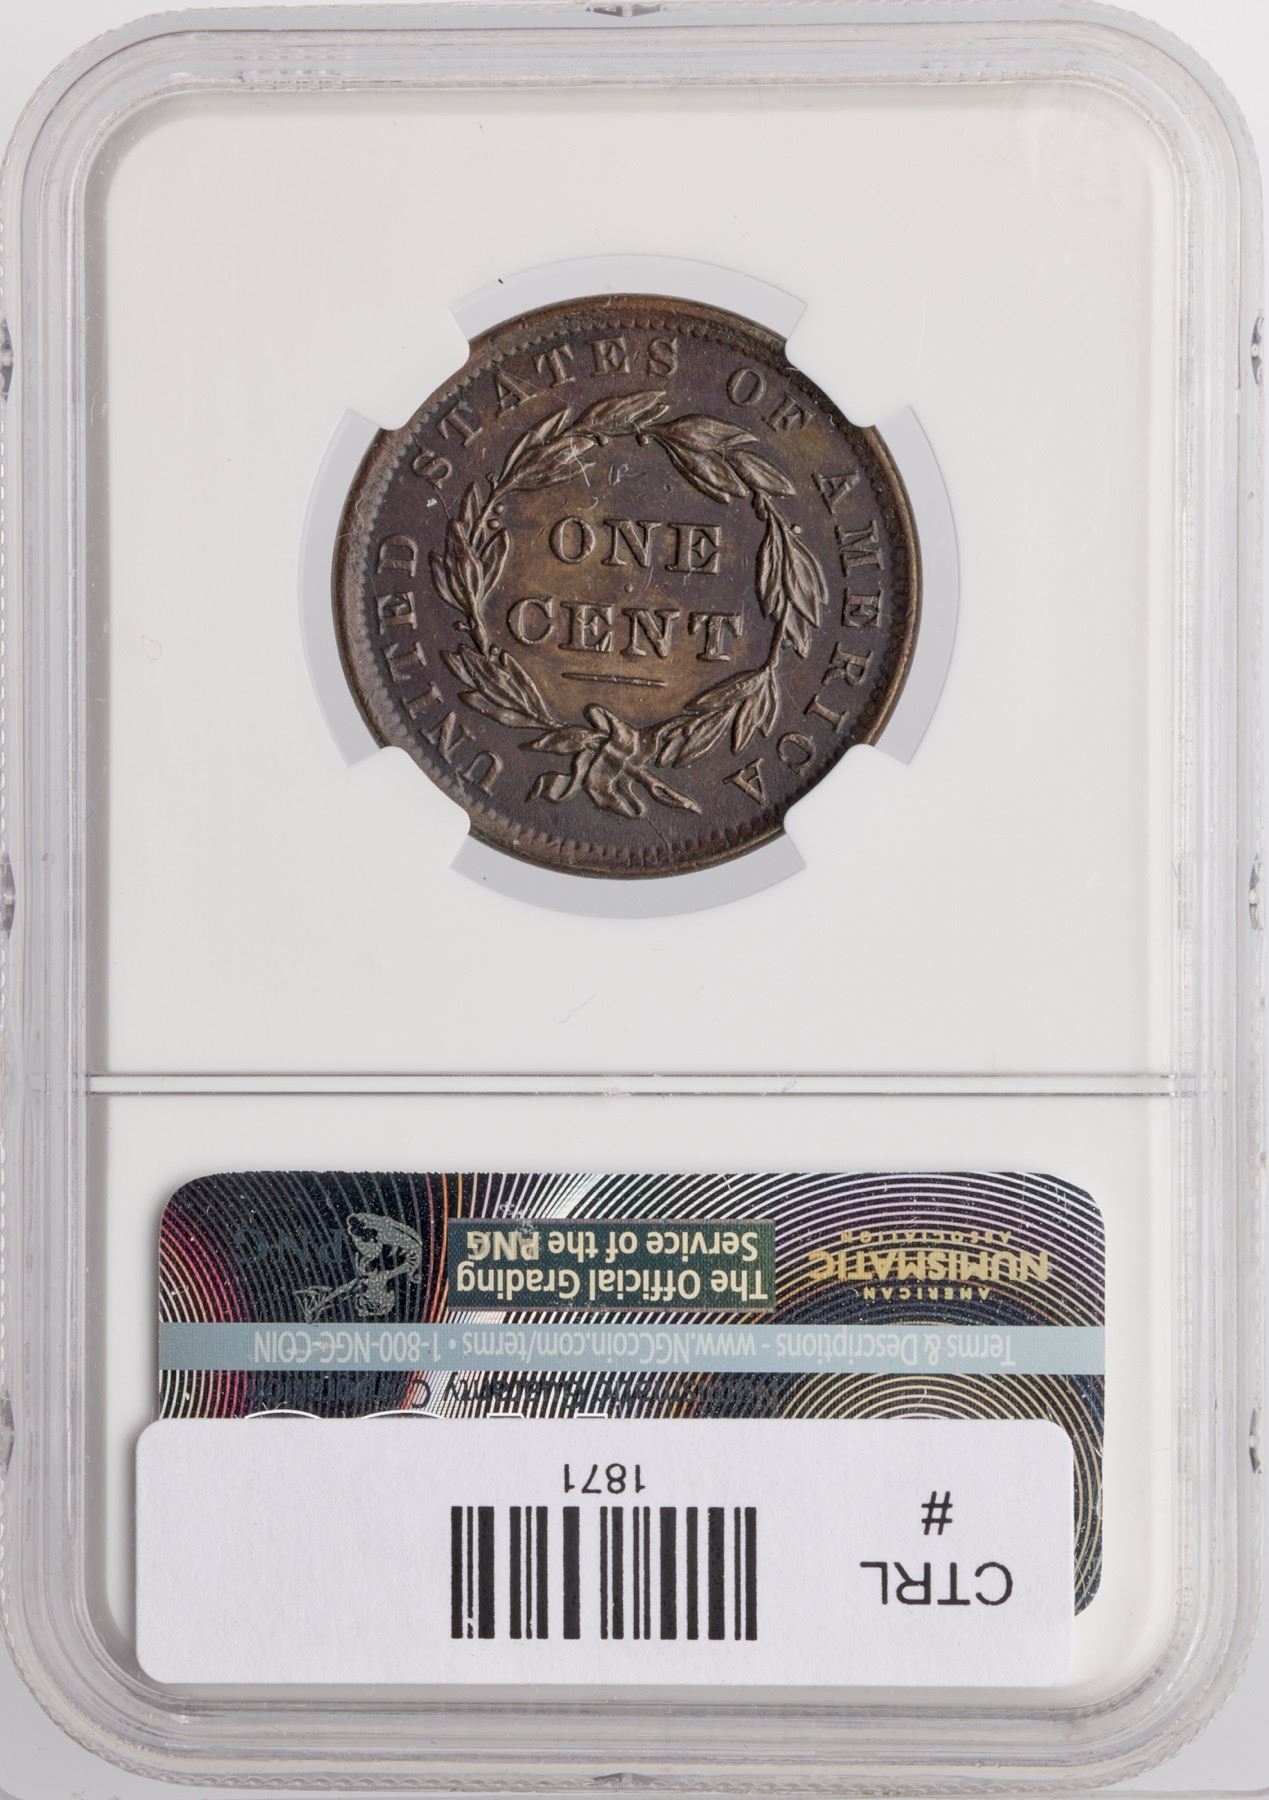 UNITED STATES OF AMERICA
ONE
CENT
CTRL
#
1871
Terms & Descriptions - www.NGCcoin.com/terms • 1-800-NGC-COIN
AMERICAN
NUMISMATIC
ASSOCIATION
The Official Grading
Service of the PNG
P·N·G